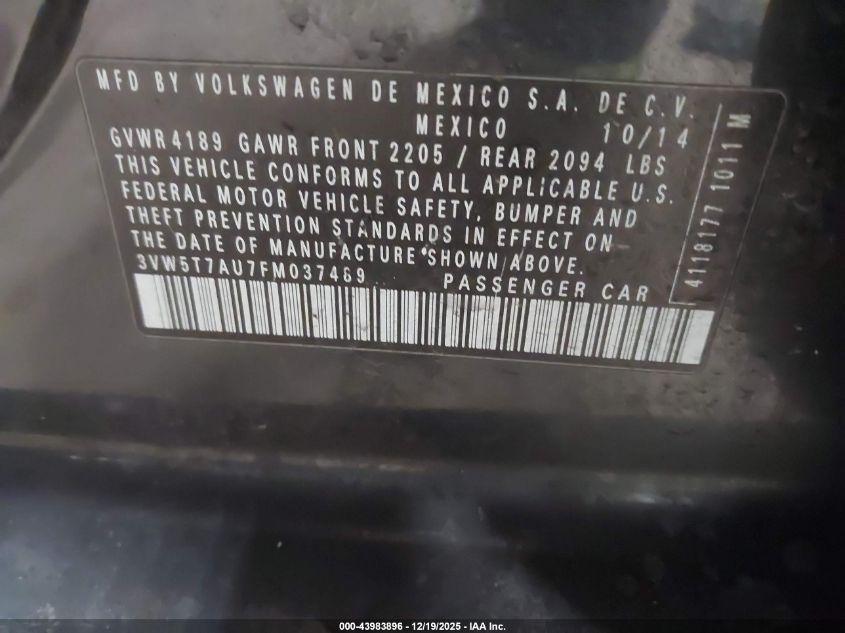 MFD BY VOLKSWAGEN DE MEXICO S.A. DE C.V.
MEXICO 10/14
GVWR 4189 GAWR FRONT 2205 / REAR 2094 LBS
THIS VEHICLE CONFORMS TO ALL APPLICABLE U.S.
FEDERAL MOTOR VEHICLE SAFETY, BUMPER AND
THEFT PREVENTION STANDARDS IN EFFECT ON
THE DATE OF MANUFACTURE SHOWN ABOVE.
3VW5T7AU7FM037469 PASSENGER CAR
4118177 1011 M
000-43983896 - 12/19/2025 - IAA Inc.